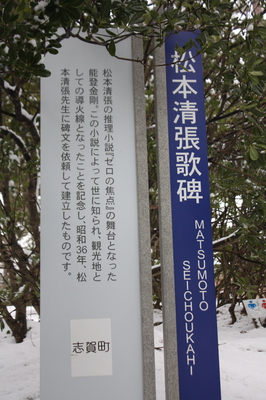 松本清張の推理小説『ゼロの焦点』の舞台となった
能登金剛。この小説によって世に知られ、観光地と
しての導火線となったことを記念し、昭和36年、松
本清張先生に碑文を依頼して建立したものです。
志賀町
松本清張歌碑
MATSUMOTO
SEICHOUKAHI